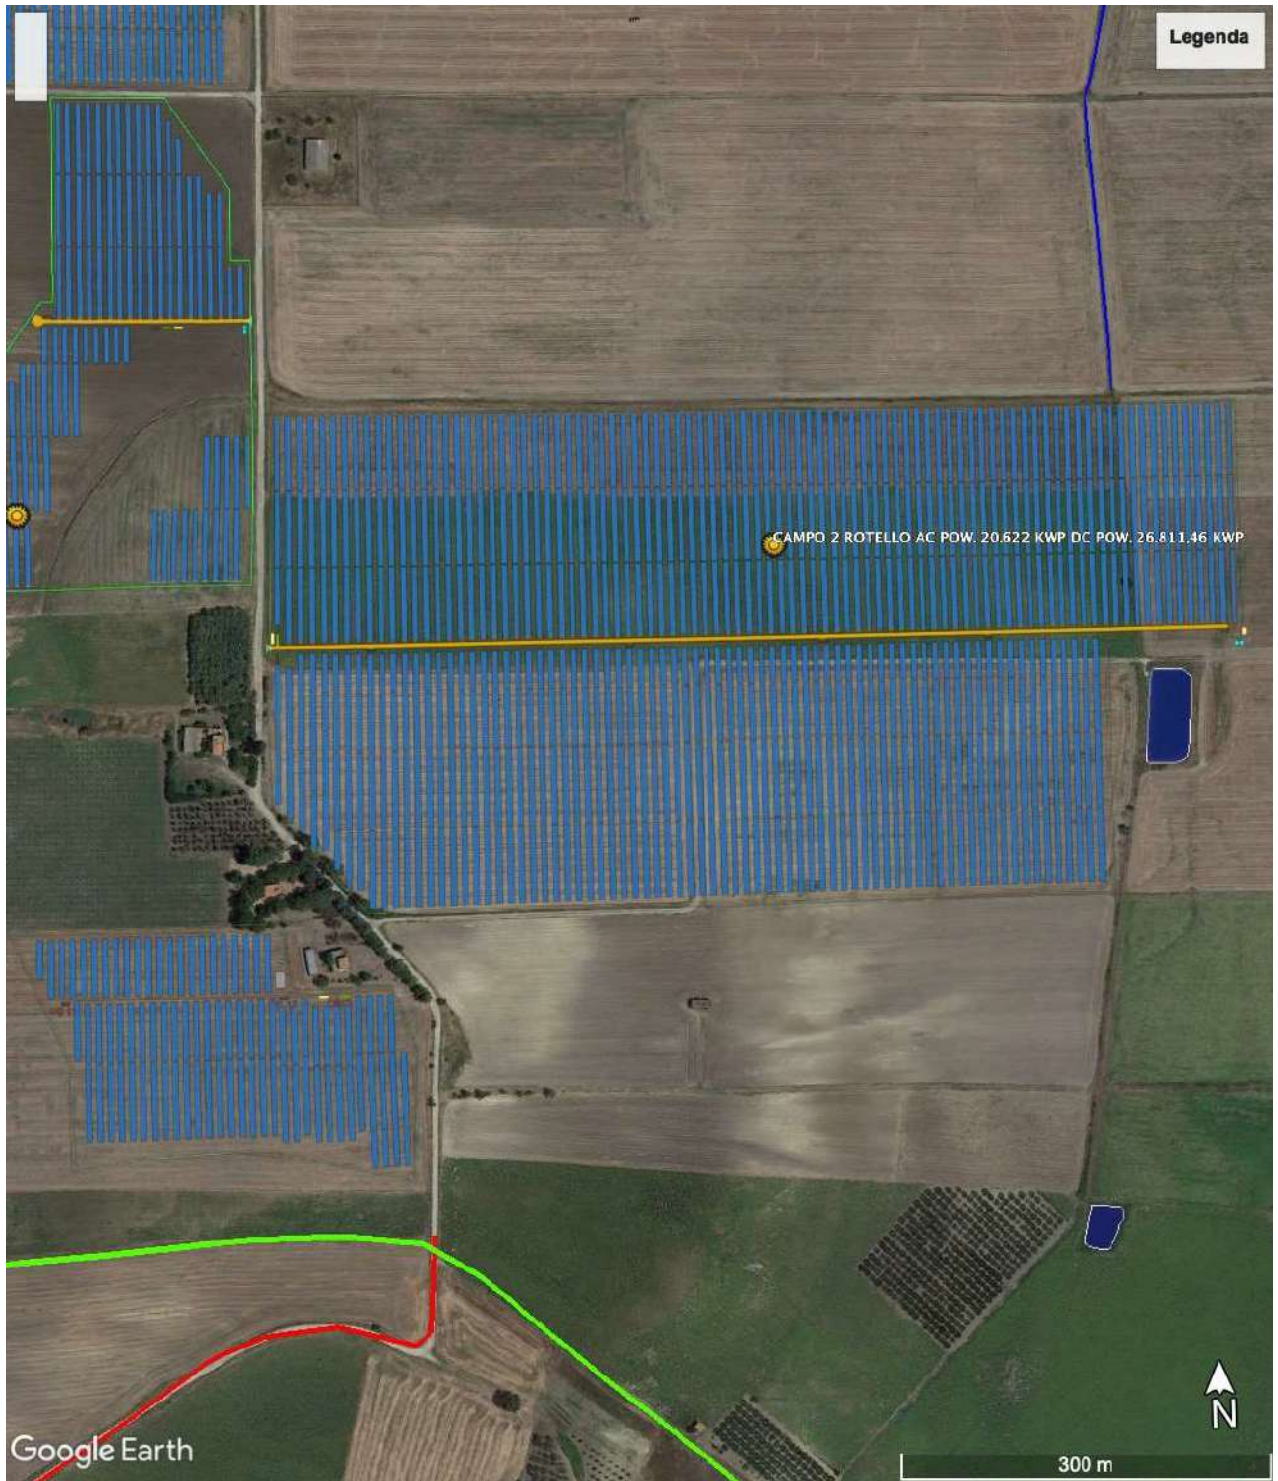 Legenda
CAMPO 2 ROTELLO AC POW. 20.622 KWP DC POW. 26.811,46 KWP
N
Google Earth
300 m